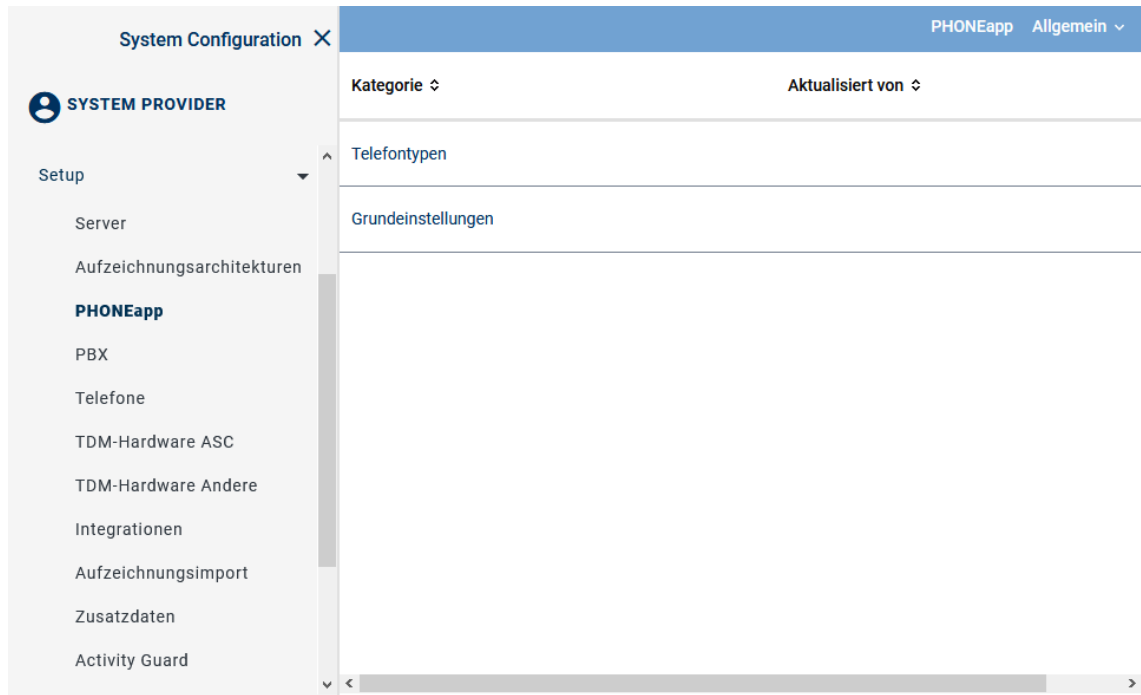 System Configuration
SYSTEM PROVIDER
Setup
Server
Aufzeichnungsarchitekturen
PHONEapp
PBX
Telefone
TDM-Hardware ASC
TDM-Hardware Andere
Integrationen
Aufzeichnungsimport
Zusatzdaten
Activity Guard
PHONEapp Allgemein
Kategorie Aktualisiert von
Telefontypen
Grundeinstellungen